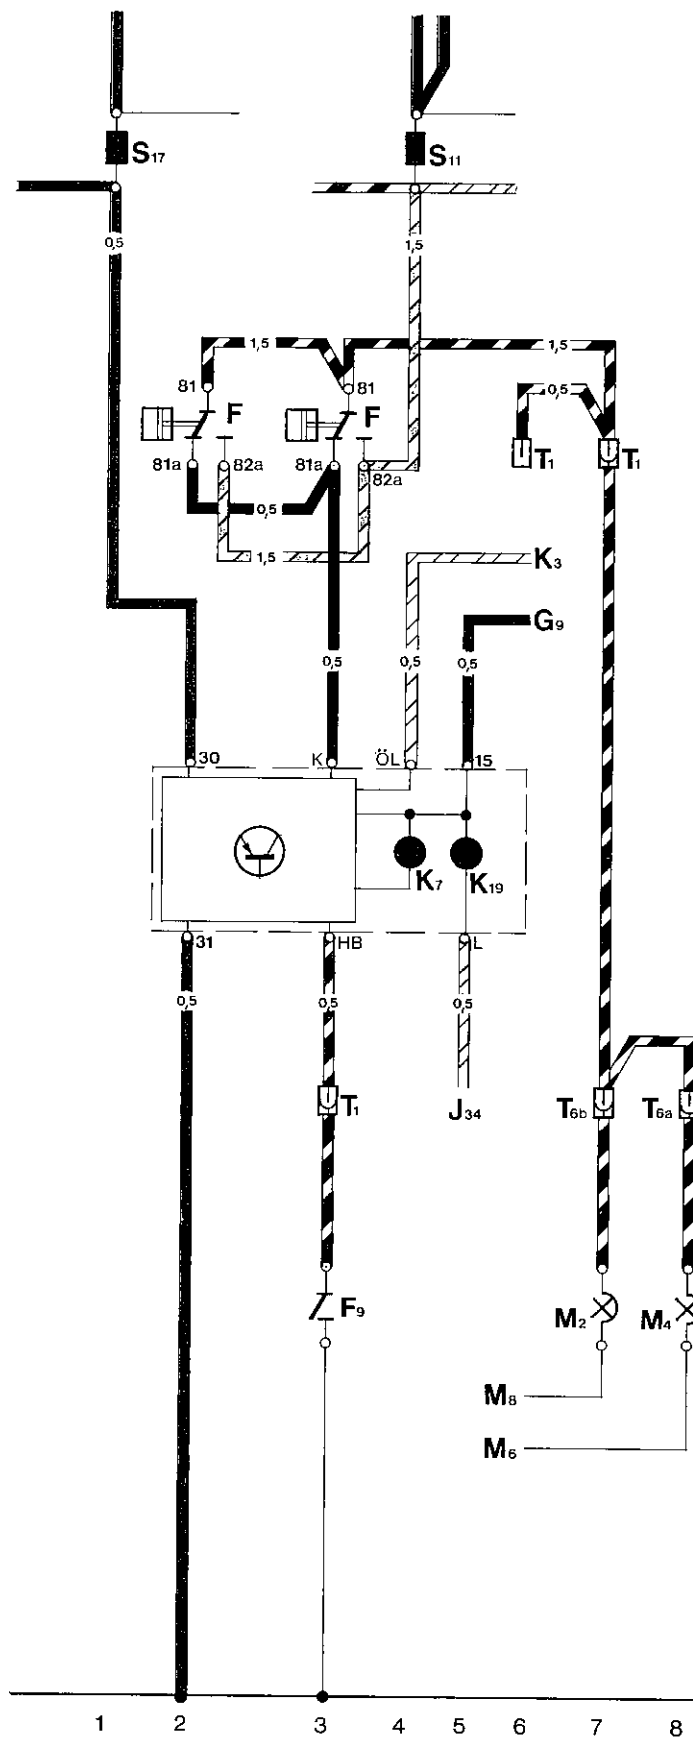 S17 S11
0,5 1,5
1,5 1,5
81 81 0,5
F F
T1 T1
81a 82a 81a 82a
0,5
1,5
K3
G9
0,5 0,5 0,5
30 K ÖL 15
K7 K19
31 HB L
0,5 0,5 0,5
T1 J34 T6b T6a
F9 M2 M4
M8
M6
1 2 3 4 5 6 7 8